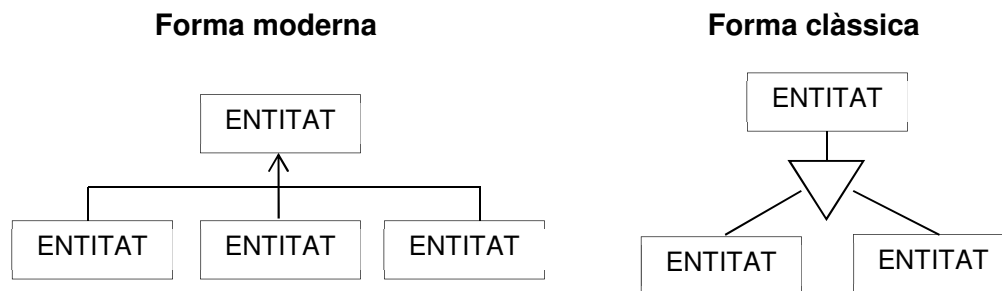 Forma moderna
Forma clàssica
ENTITAT
ENTITAT
ENTITAT
ENTITAT
ENTITAT
ENTITAT
ENTITAT